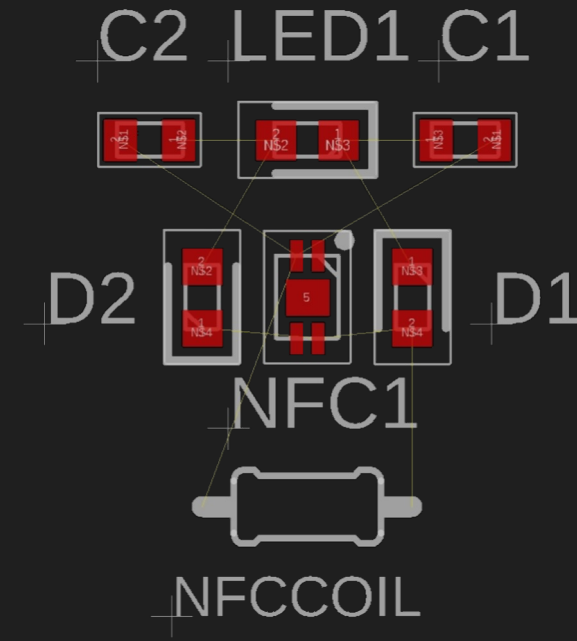 C2 LED1 C1
2 N$1 1 N$2 2 N$2 1 N$3 1 N$3 2 N$1
2 N$2 1 N$3
D2 5 D1
1 N$4 2 N$4
NFC1
NFCCOIL